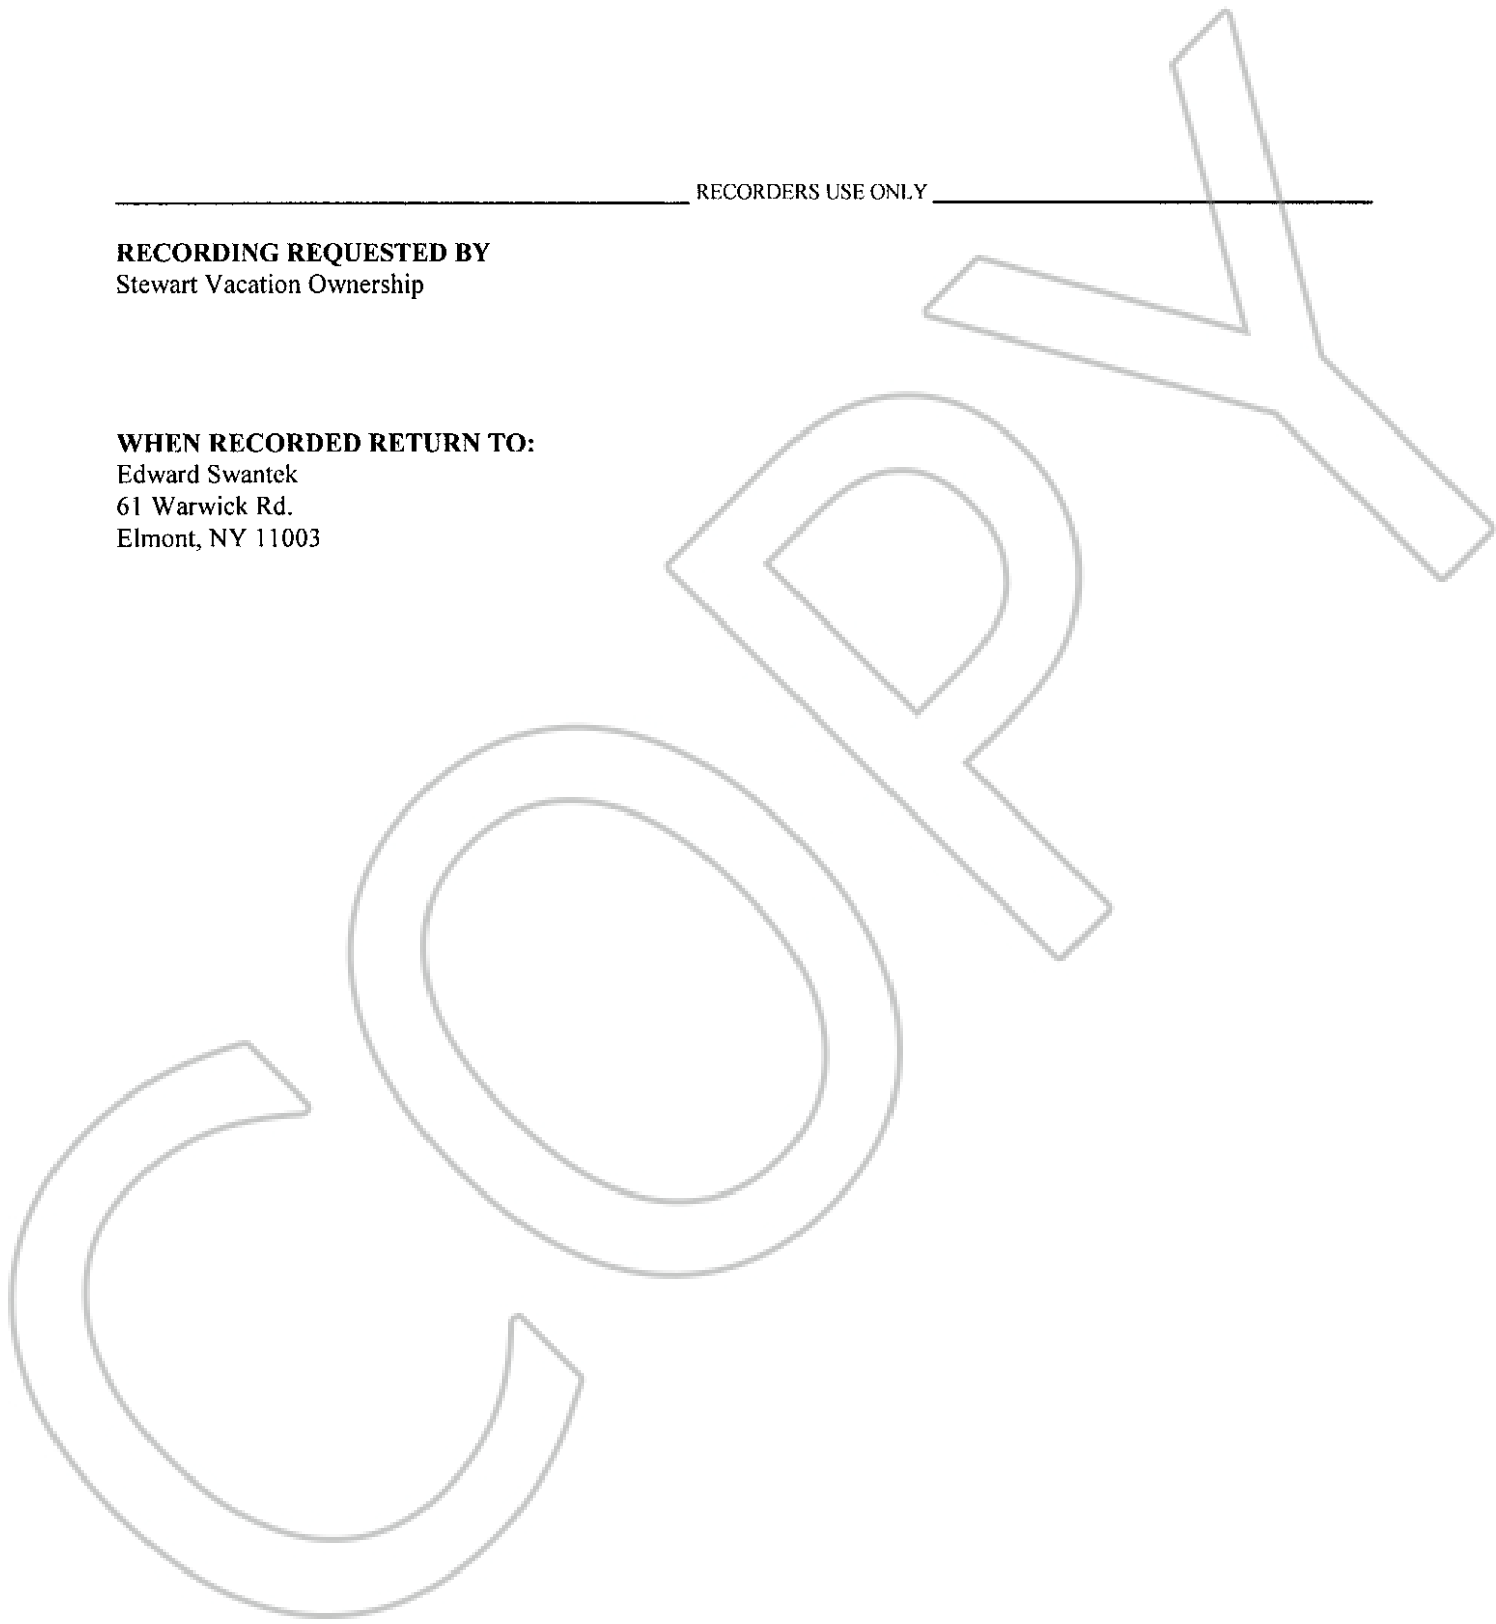 RECORDERS USE ONLY
RECORDING REQUESTED BY
Stewart Vacation Ownership
WHEN RECORDED RETURN TO:
Edward Swantek
61 Warwick Rd.
Elmont, NY 11003
COPY